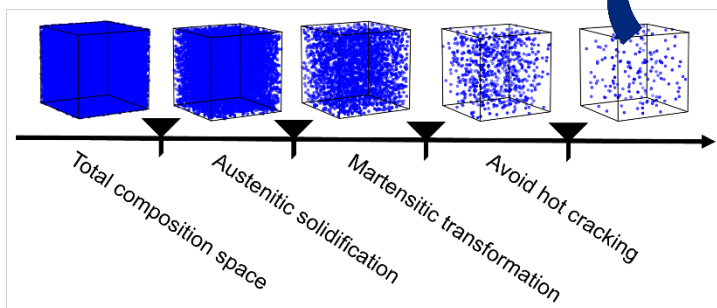 Total composition space
Austenitic solidification
Martensitic transformation
Avoid hot cracking